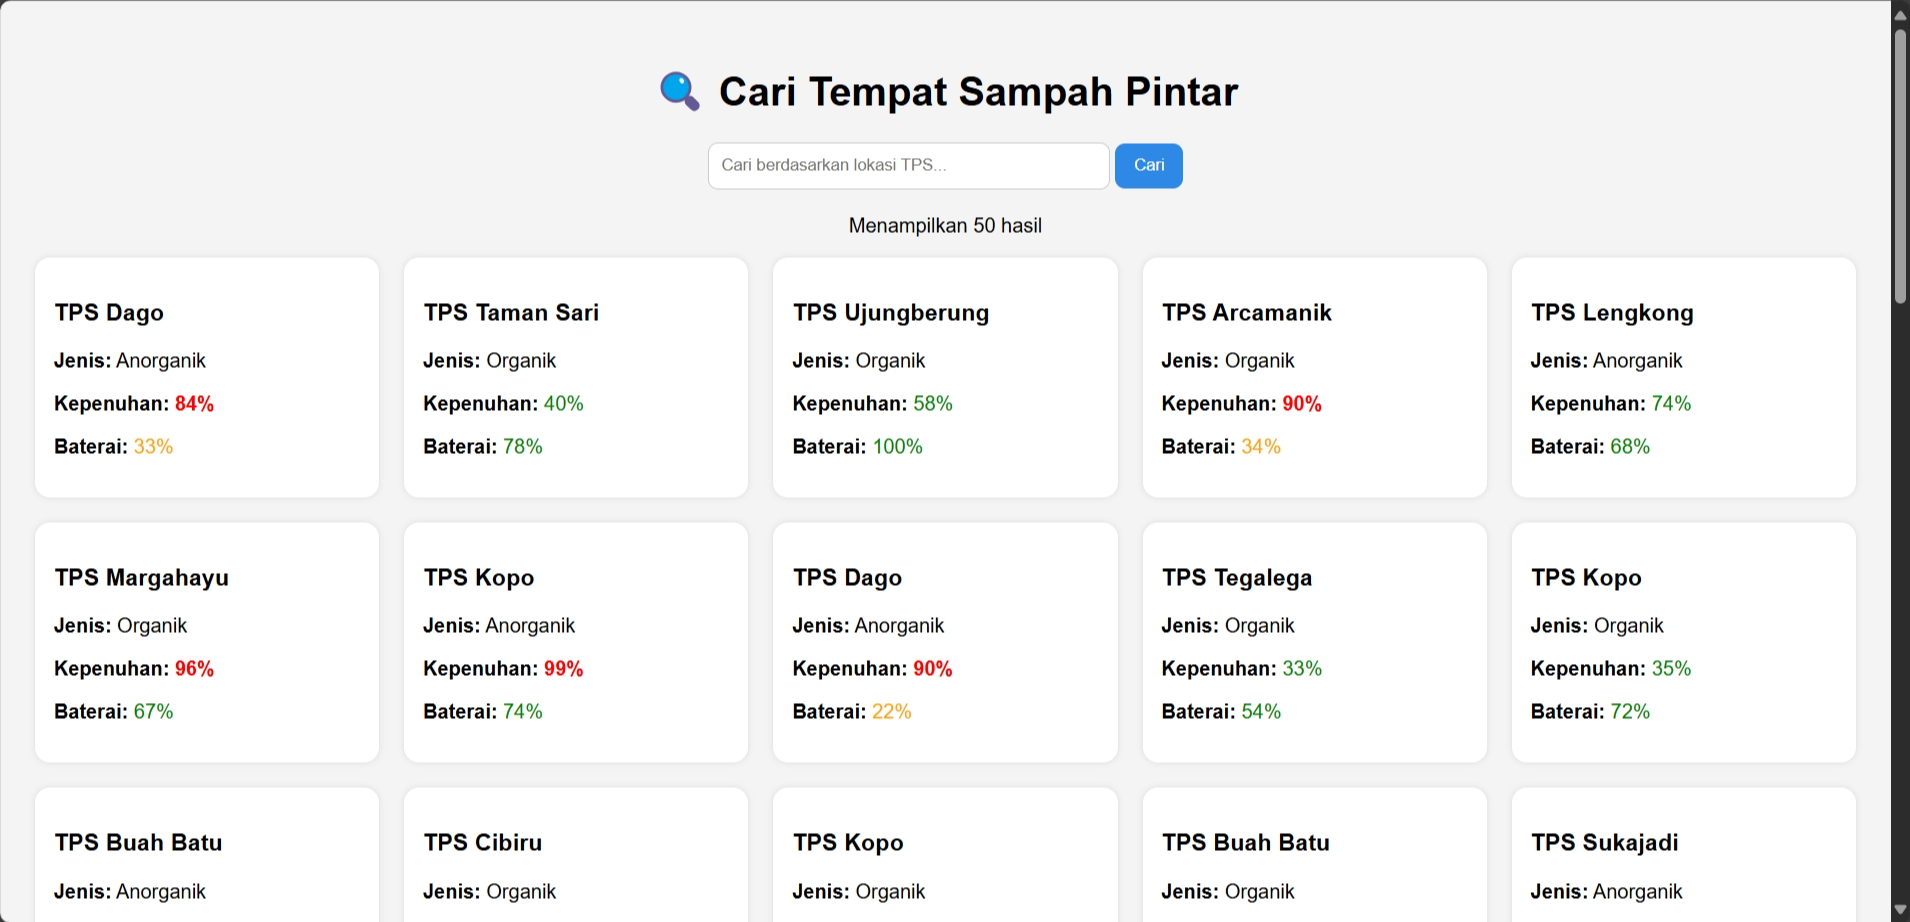 Cari Tempat Sampah Pintar
Cari berdasarkan lokasi TPS...
Cari
Menampilkan 50 hasil
TPS Dago
Jenis: Anorganik
Kepenuhan: 84%
Baterai: 33%
TPS Taman Sari
Jenis: Organik
Kepenuhan: 40%
Baterai: 78%
TPS Ujungberung
Jenis: Organik
Kepenuhan: 58%
Baterai: 100%
TPS Arcamanik
Jenis: Organik
Kepenuhan: 90%
Baterai: 34%
TPS Lengkong
Jenis: Anorganik
Kepenuhan: 74%
Baterai: 68%
TPS Margahayu
Jenis: Organik
Kepenuhan: 96%
Baterai: 67%
TPS Kopo
Jenis: Anorganik
Kepenuhan: 99%
Baterai: 74%
TPS Dago
Jenis: Anorganik
Kepenuhan: 90%
Baterai: 22%
TPS Tegalega
Jenis: Organik
Kepenuhan: 33%
Baterai: 54%
TPS Kopo
Jenis: Organik
Kepenuhan: 35%
Baterai: 72%
TPS Buah Batu
Jenis: Anorganik
TPS Cibiru
Jenis: Organik
TPS Kopo
Jenis: Organik
TPS Buah Batu
Jenis: Organik
TPS Sukajadi
Jenis: Anorganik